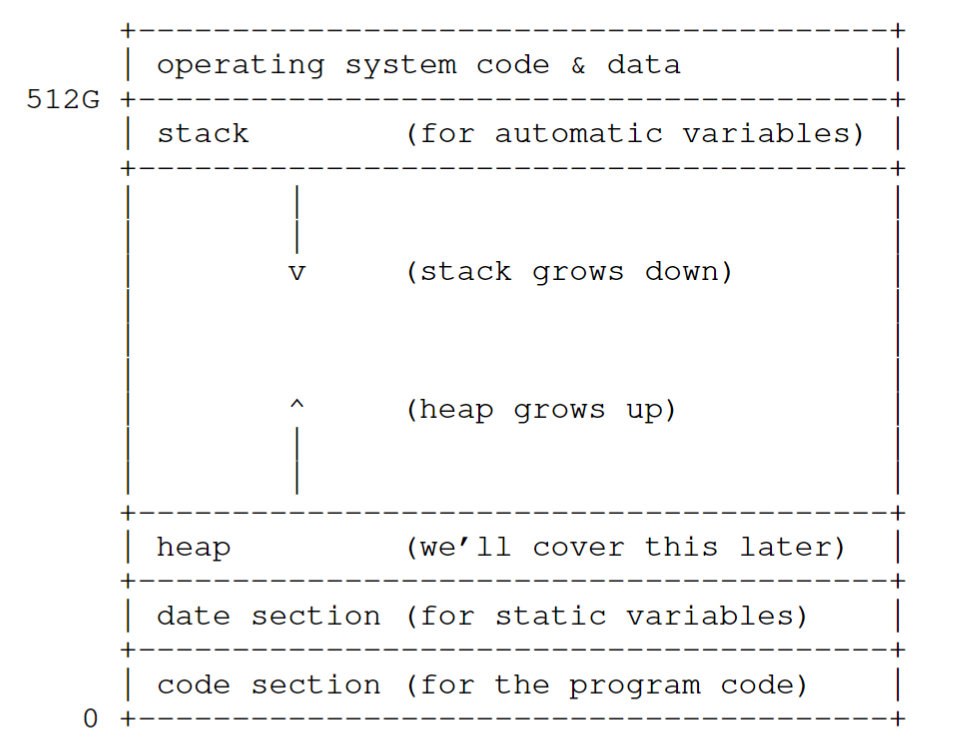 operating system code & data
512G
stack (for automatic variables)
v (stack grows down)
^ (heap grows up)
heap (we’ll cover this later)
date section (for static variables)
code section (for the program code)
0